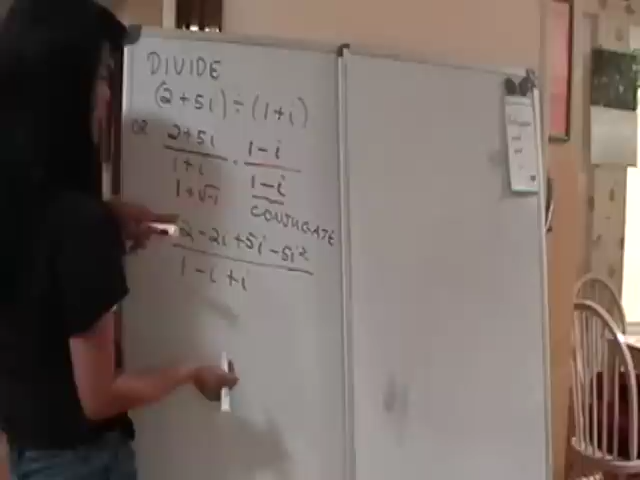 DIVIDE
(2+5i) ÷ (1+i)
OR 2+5i / 1+i · 1-i / 1-i
1+√-1
CONJUGATE
2-2i+5i-5i²
1-i+i